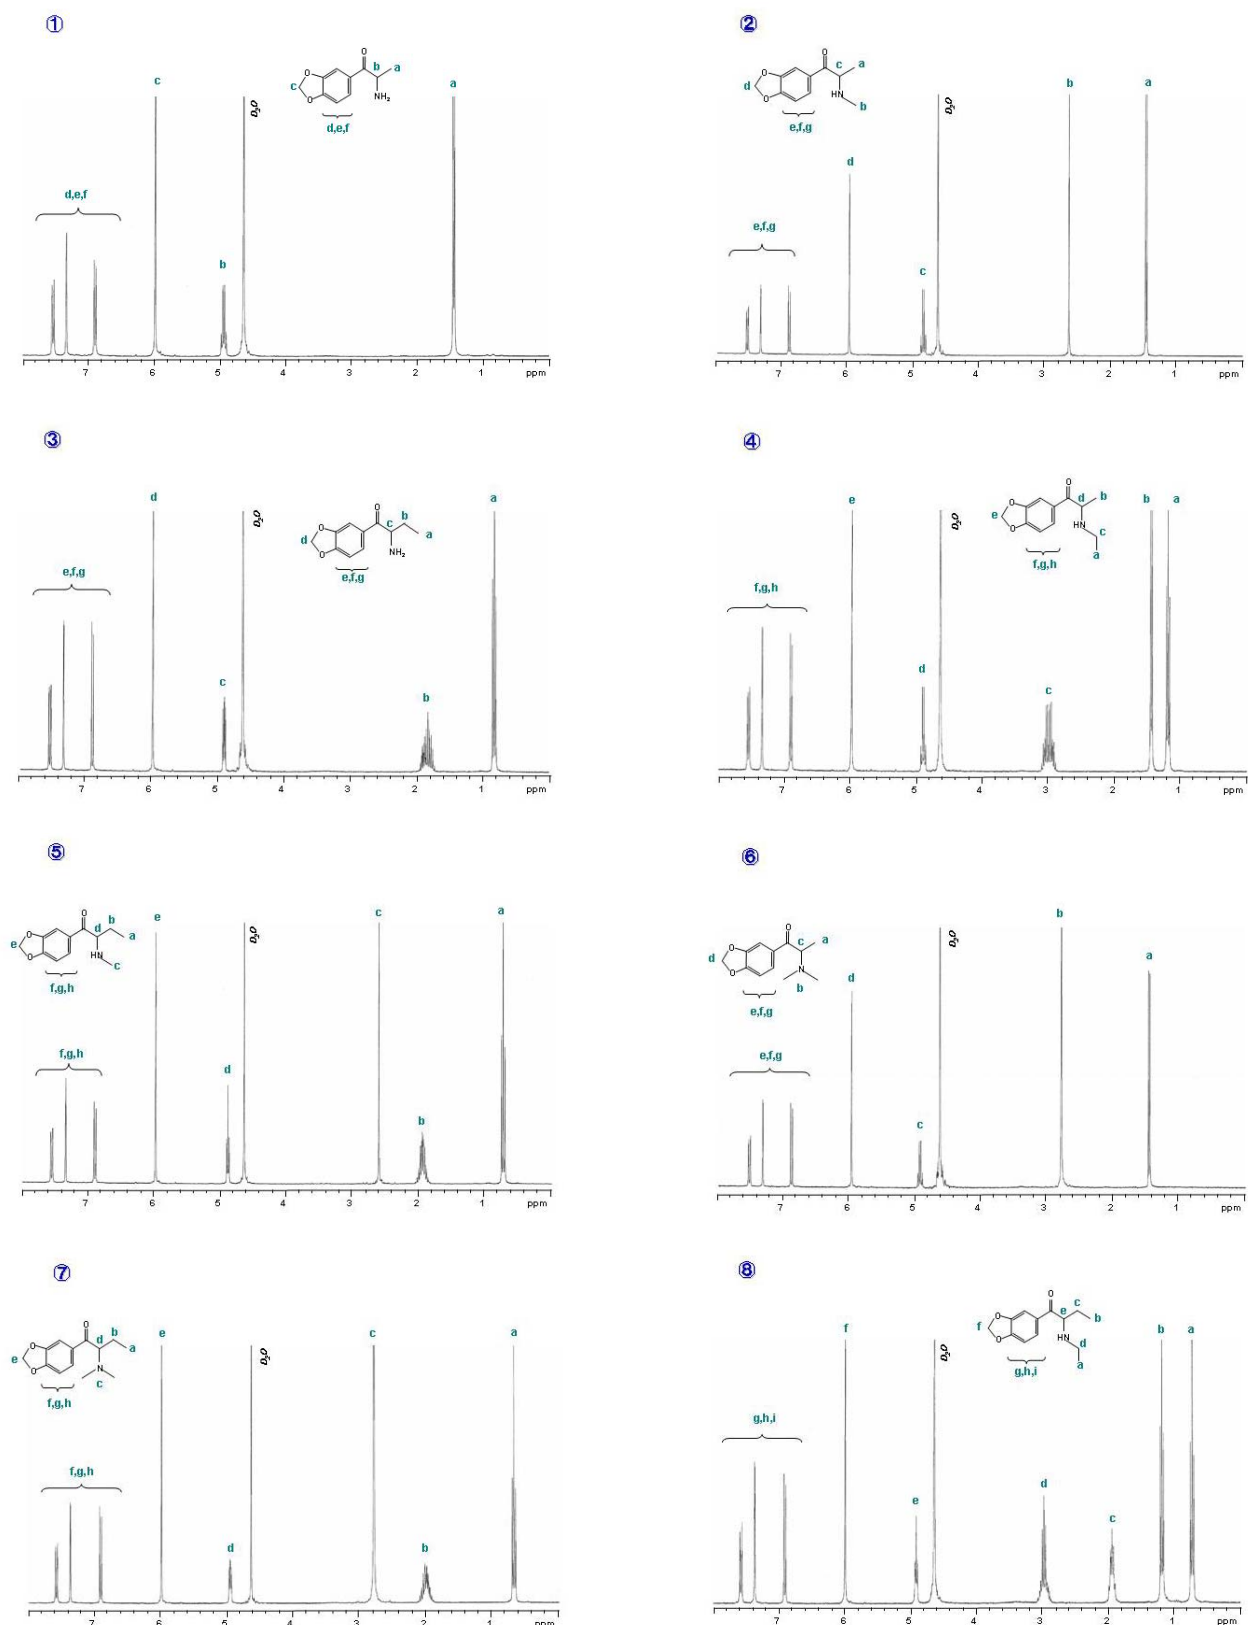 ①
c
O
b a
c
O
O
NH₂
d,e,f
D₂O
a
d,e,f
b
7 6 5 4 3 2 1 ppm
②
O
c a
d
O
O
HN
b
e,f,g
D₂O
b a
d
e,f,g
c
7 6 5 4 3 2 1 ppm
③
d
D₂O
O
b
c
a
d
O
O
NH₂
e,f,g
a
e,f,g
c
b
7 6 5 4 3 2 1 ppm
④
e
D₂O
O
d b
e
O
O
HN
c
a
f,g,h
b a
f,g,h
d
c
7 6 5 4 3 2 1 ppm
⑤
O
b
d
a
e
O
O
HN
c
f,g,h
e
D₂O
c
a
f,g,h
d
b
7 6 5 4 3 2 1 ppm
⑥
O
c a
d
O
O
N
b
e,f,g
D₂O
b
a
d
e,f,g
c
7 6 5 4 3 2 1 ppm
⑦
O
b
d
a
e
O
O
N
c
f,g,h
e
D₂O
c
a
f,g,h
d
b
7 6 5 4 3 2 1 ppm
⑧
f
D₂O
O
c
e
b
f
O
O
HN
d
a
g,h,i
b a
g,h,i
e
d
c
7 6 5 4 3 2 1 ppm